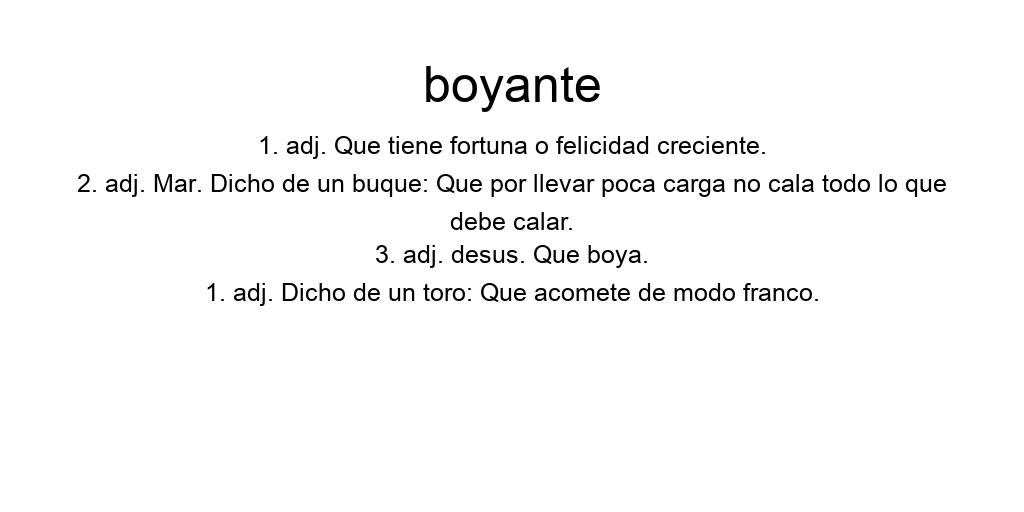 boyante
1. adj. Que tiene fortuna o felicidad creciente.
2. adj. Mar. Dicho de un buque: Que por llevar poca carga no cala todo lo que
debe calar.
3. adj. desus. Que boya.
1. adj. Dicho de un toro: Que acomete de modo franco.